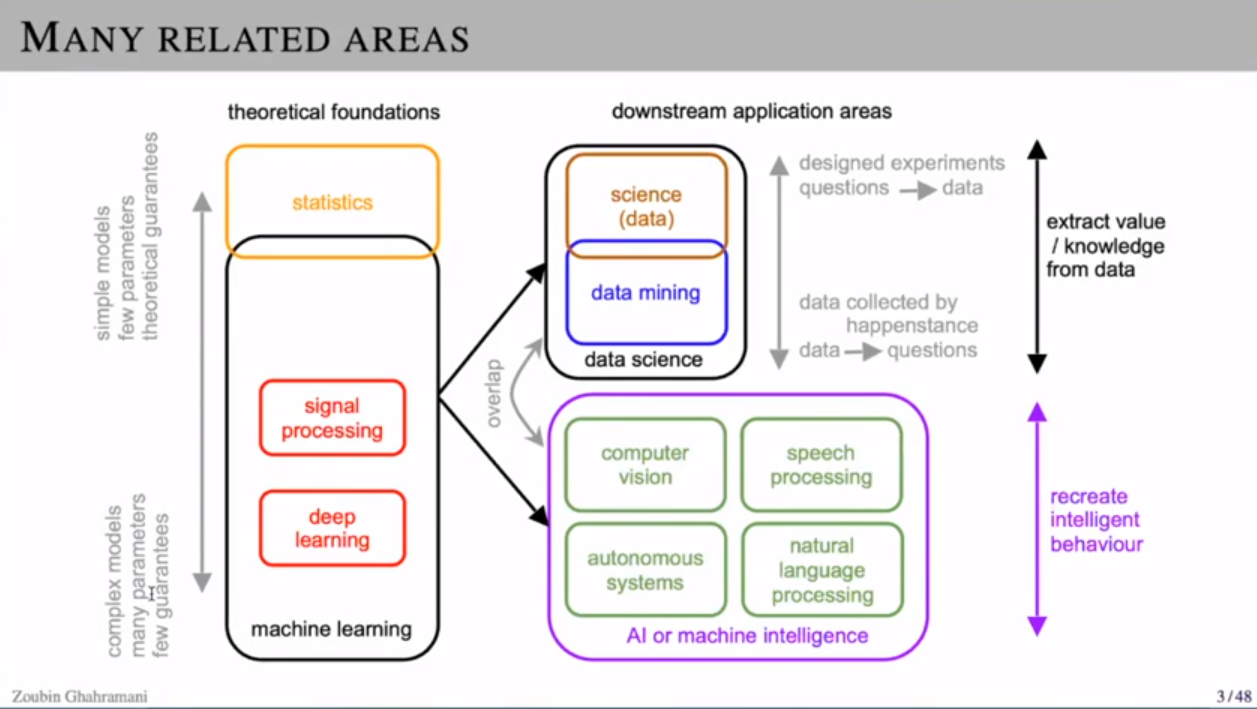 MANY RELATED AREAS
theoretical foundations
downstream application areas
simple models
few parameters
theoretical guarantees
complex models
many parameters
few guarantees
statistics
signal
processing
deep
learning
machine learning
overlap
science
(data)
data mining
data science
designed experiments
questions → data
data collected by
happenstance
data → questions
extract value
/ knowledge
from data
computer
vision
speech
processing
autonomous
systems
natural
language
processing
AI or machine intelligence
recreate
intelligent
behaviour
Zoubin Ghahramani
3 / 48